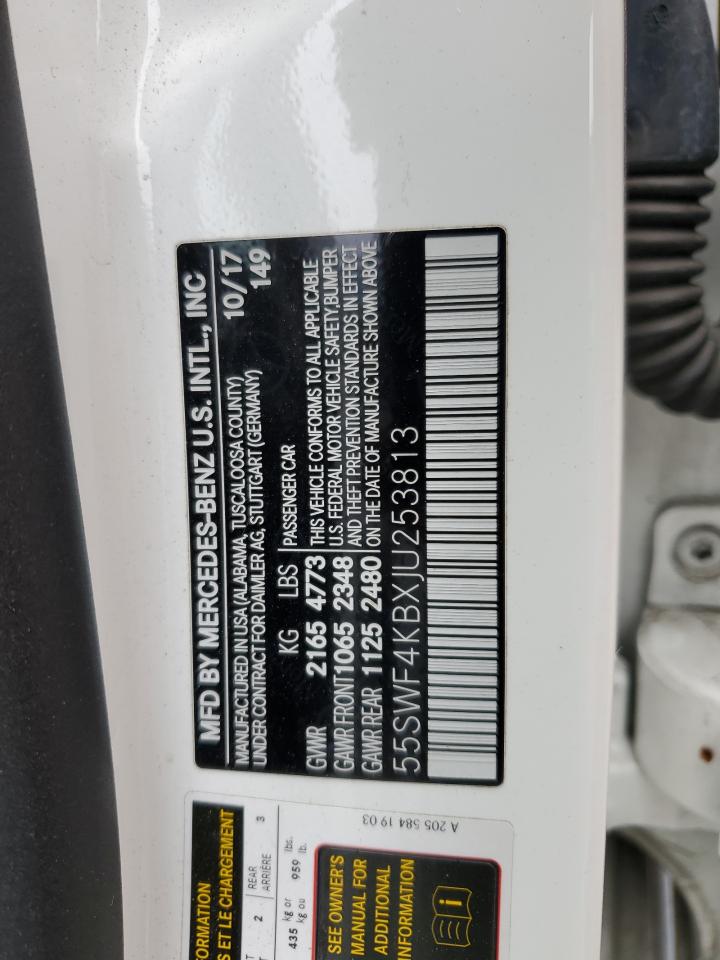 MFD BY MERCEDES-BENZ U.S. INTL., INC
MANUFACTURED IN USA (ALABAMA, TUSCALOOSA COUNTY) 10/17
UNDER CONTRACT FOR DAIMLER AG, STUTTGART (GERMANY) 149
KG LBS PASSENGER CAR
GVWR 2165 4773 THIS VEHICLE CONFORMS TO ALL APPLICABLE
U.S. FEDERAL MOTOR VEHICLE SAFETY,BUMPER
GAWR FRONT 1065 2348 AND THEFT PREVENTION STANDARDS IN EFFECT
GAWR REAR 1125 2480 ON THE DATE OF MANUFACTURE SHOWN ABOVE
55SWF4KBXJU253813
FORMATION
S ET LE CHARGEMENT
2 REAR 3
ARRIÈRE
435 kg or 959 lbs.
kg ou lb.
SEE OWNER'S
MANUAL FOR
ADDITIONAL
INFORMATION
i
A 205 584 19 03